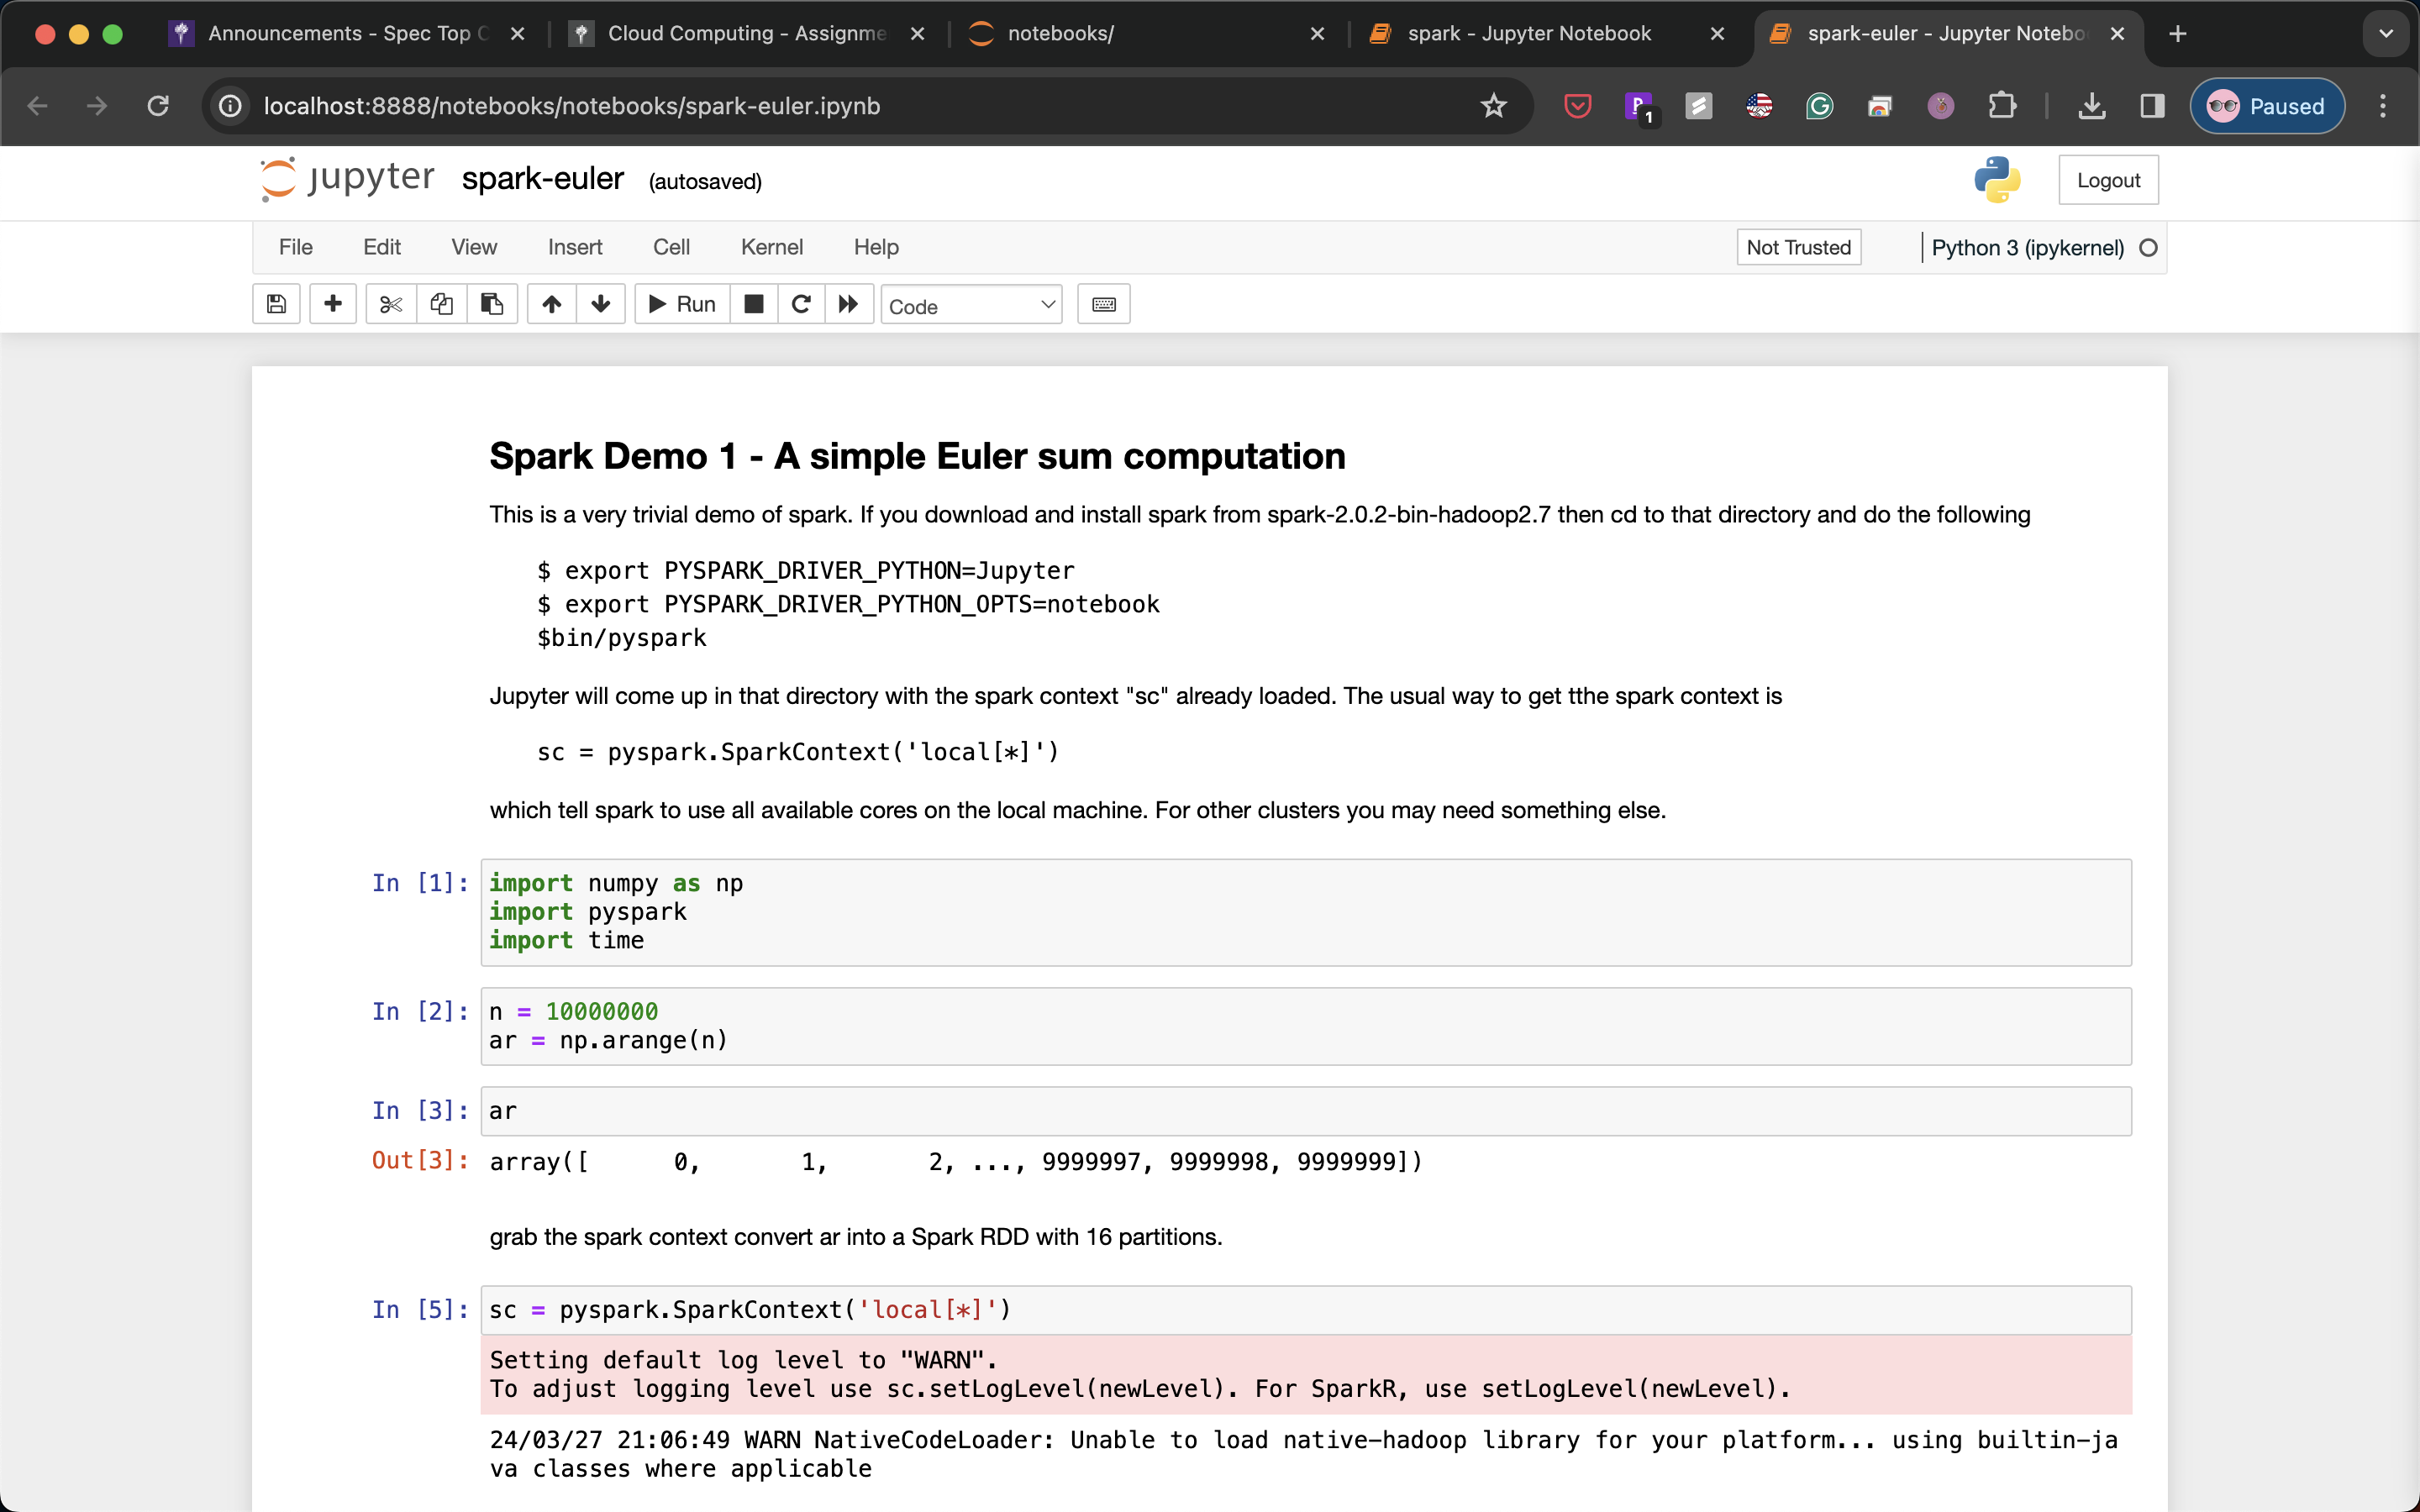 Announcements - Spec Top C
Cloud Computing - Assignme
notebooks/
spark - Jupyter Notebook
spark-euler - Jupyter Notebo
localhost:8888/notebooks/notebooks/spark-euler.ipynb
1
Paused
jupyter spark-euler (autosaved)
Logout
File Edit View Insert Cell Kernel Help
Not Trusted
Python 3 (ipykernel)
Run
Code
Spark Demo 1 - A simple Euler sum computation
This is a very trivial demo of spark. If you download and install spark from spark-2.0.2-bin-hadoop2.7 then cd to that directory and do the following
$ export PYSPARK_DRIVER_PYTHON=Jupyter
$ export PYSPARK_DRIVER_PYTHON_OPTS=notebook
$bin/pyspark
Jupyter will come up in that directory with the spark context "sc" already loaded. The usual way to get tthe spark context is
sc = pyspark.SparkContext('local[*]')
which tell spark to use all available cores on the local machine. For other clusters you may need something else.
In [1]: import numpy as np
import pyspark
import time
In [2]: n = 10000000
ar = np.arange(n)
In [3]: ar
Out[3]: array([      0,       1,       2, ..., 9999997, 9999998, 9999999])
grab the spark context convert ar into a Spark RDD with 16 partitions.
In [5]: sc = pyspark.SparkContext('local[*]')
Setting default log level to "WARN".
To adjust logging level use sc.setLogLevel(newLevel). For SparkR, use setLogLevel(newLevel).
24/03/27 21:06:49 WARN NativeCodeLoader: Unable to load native-hadoop library for your platform... using builtin-ja
va classes where applicable